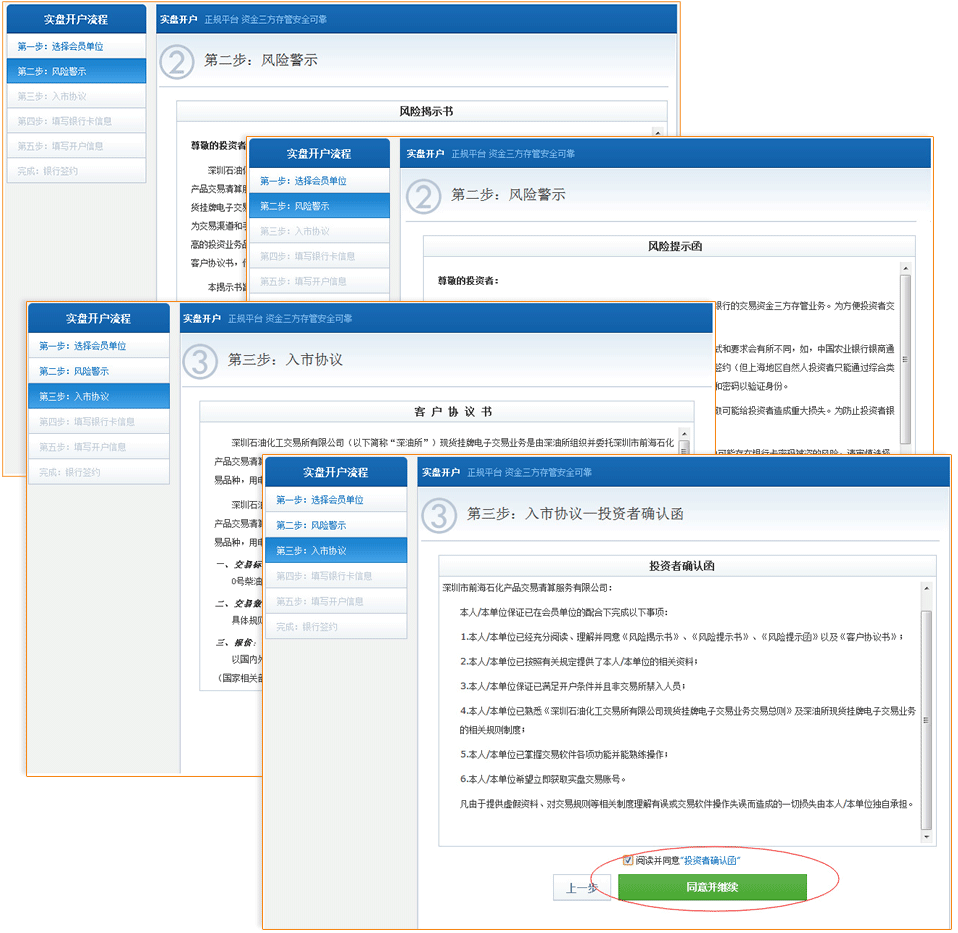 实盘开户流程
第一步：选择会员单位
第二步：风险警示
第三步：入市协议
第四步：填写银行卡信息
第五步：填写开户信息
完成：银行签约
实盘开户 正规平台 资金三方存管安全可靠
2 第二步：风险警示
风险揭示书
尊敬的投资者
深圳石油化
产品交易清算服
货挂牌电子交易
为交易渠道和手
高的投资业务品
客户协议书，
本揭示书旨
实盘开户流程
第一步：选择会员单位
第二步：风险警示
第三步：入市协议
第四步：填写银行卡信息
第五步：填写开户信息
实盘开户 正规平台 资金三方存管安全可靠
2 第二步：风险警示
风险提示函
尊敬的投资者：
银行的交易资金三方存管业务。为方便投资者交
式和要求会有所不同，如，中国农业银行银商通
签约（但上海地区自然人投资者只能通过综合类
和密码以验证身份。
取可能给投资者造成重大损失。为防止投资者银
可能存在银行卡密码被盗的风险。请审慎选择
实盘开户流程
第一步：选择会员单位
第二步：风险警示
第三步：入市协议
第四步：填写银行卡信息
第五步：填写开户信息
完成：银行签约
实盘开户 正规平台 资金三方存管安全可靠
3 第三步：入市协议
客 户 协 议 书
深圳石油化工交易所有限公司（以下简称“深油所”）现货挂牌电子交易业务是由深油所组织并委托深圳市前海石化
产品交易清
易品种，用电
深圳石
产品交易清
易品种，用电
一、交易标
0号柴油
二、交易做
具体规则
三、报价：
以国内外
（国家相关部
实盘开户流程
第一步：选择会员单位
第二步：风险警示
第三步：入市协议
第四步：填写银行卡信息
第五步：填写开户信息
完成：银行签约
实盘开户 正规平台 资金三方存管安全可靠
3 第三步：入市协议—投资者确认函
投资者确认函
深圳市前海石化产品交易清算服务有限公司：
本人/本单位保证已在会员单位的配合下完成以下事项：
1.本人/本单位已经充分阅读、理解并同意《风险揭示书》、《风险提示书》、《风险提示函》以及《客户协议书》；
2.本人/本单位已按照有关规定提供了本人/本单位的相关资料；
3.本人/本单位保证已满足开户条件并且非交易所禁入人员；
4.本人/本单位已熟悉《深圳石油化工交易所有限公司现货挂牌电子交易业务交易总则》及深油所现货挂牌电子交易业务
的相关规则制度；
5.本人/本单位已掌握交易软件各项功能并能熟练操作；
6.本人/本单位希望立即获取实盘交易账号。
凡由于提供虚假资料、对交易规则等相关制度理解有误或交易软件操作失误而造成的一切损失由本人/本单位独自承担。
阅读并同意“投资者确认函”
上一步 同意并继续